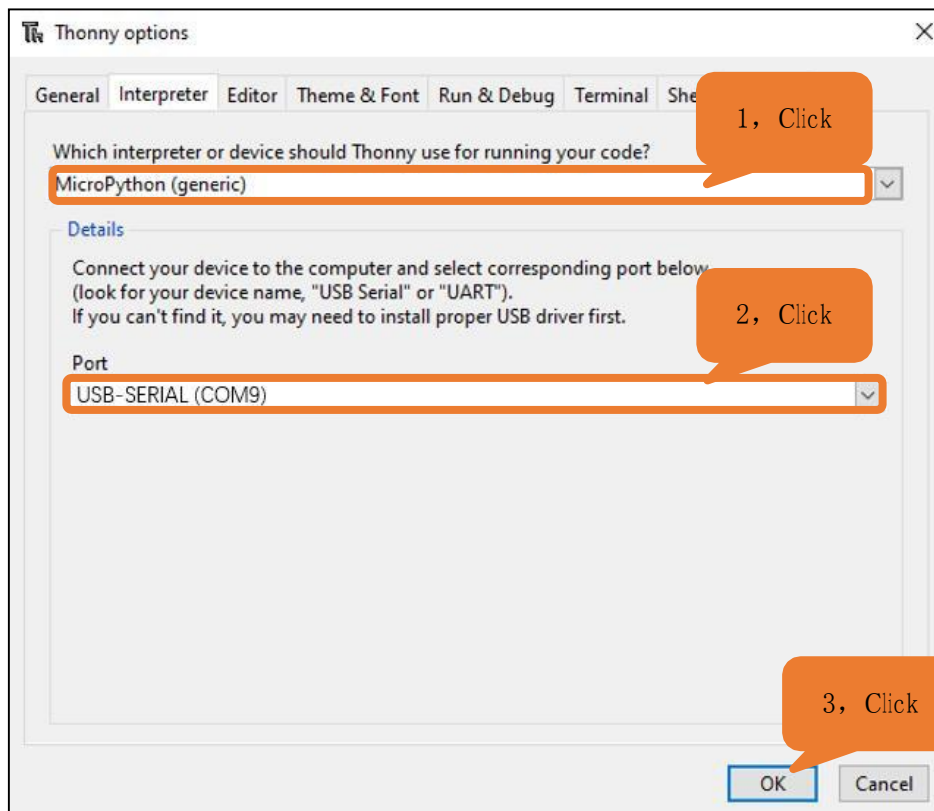 Thonny options
General Interpreter Editor Theme & Font Run & Debug Terminal She
1, Click
Which interpreter or device should Thonny use for running your code?
MicroPython (generic)
Details
Connect your device to the computer and select corresponding port below
(look for your device name, "USB Serial" or "UART").
If you can't find it, you may need to install proper USB driver first.
2, Click
Port
USB-SERIAL (COM9)
3, Click
OK Cancel